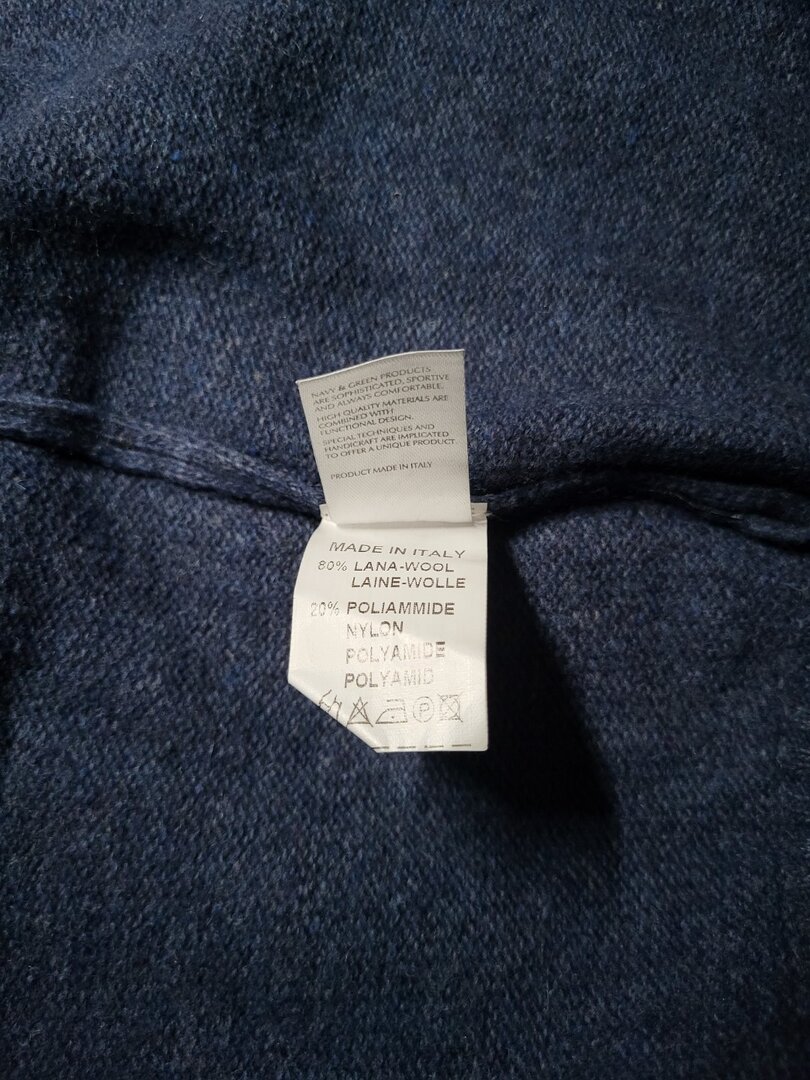 NAVY & GREEN PRODUCTS
ARE SOPHISTICATED, SPORTIVE
AND ALWAYS COMFORTABLE.
HIGH QUALITY MATERIALS ARE
COMBINED WITH
FUNCTIONAL DESIGN.
SPECIAL TECHNIQUES AND
HANDICRAFT ARE IMPLICATED
TO OFFER A UNIQUE PRODUCT
PRODUCT MADE IN ITALY
MADE IN ITALY
80% LANA-WOOL
LAINE-WOLLE
20% POLIAMMIDE
NYLON
POLYAMIDE
POLYAMID
P